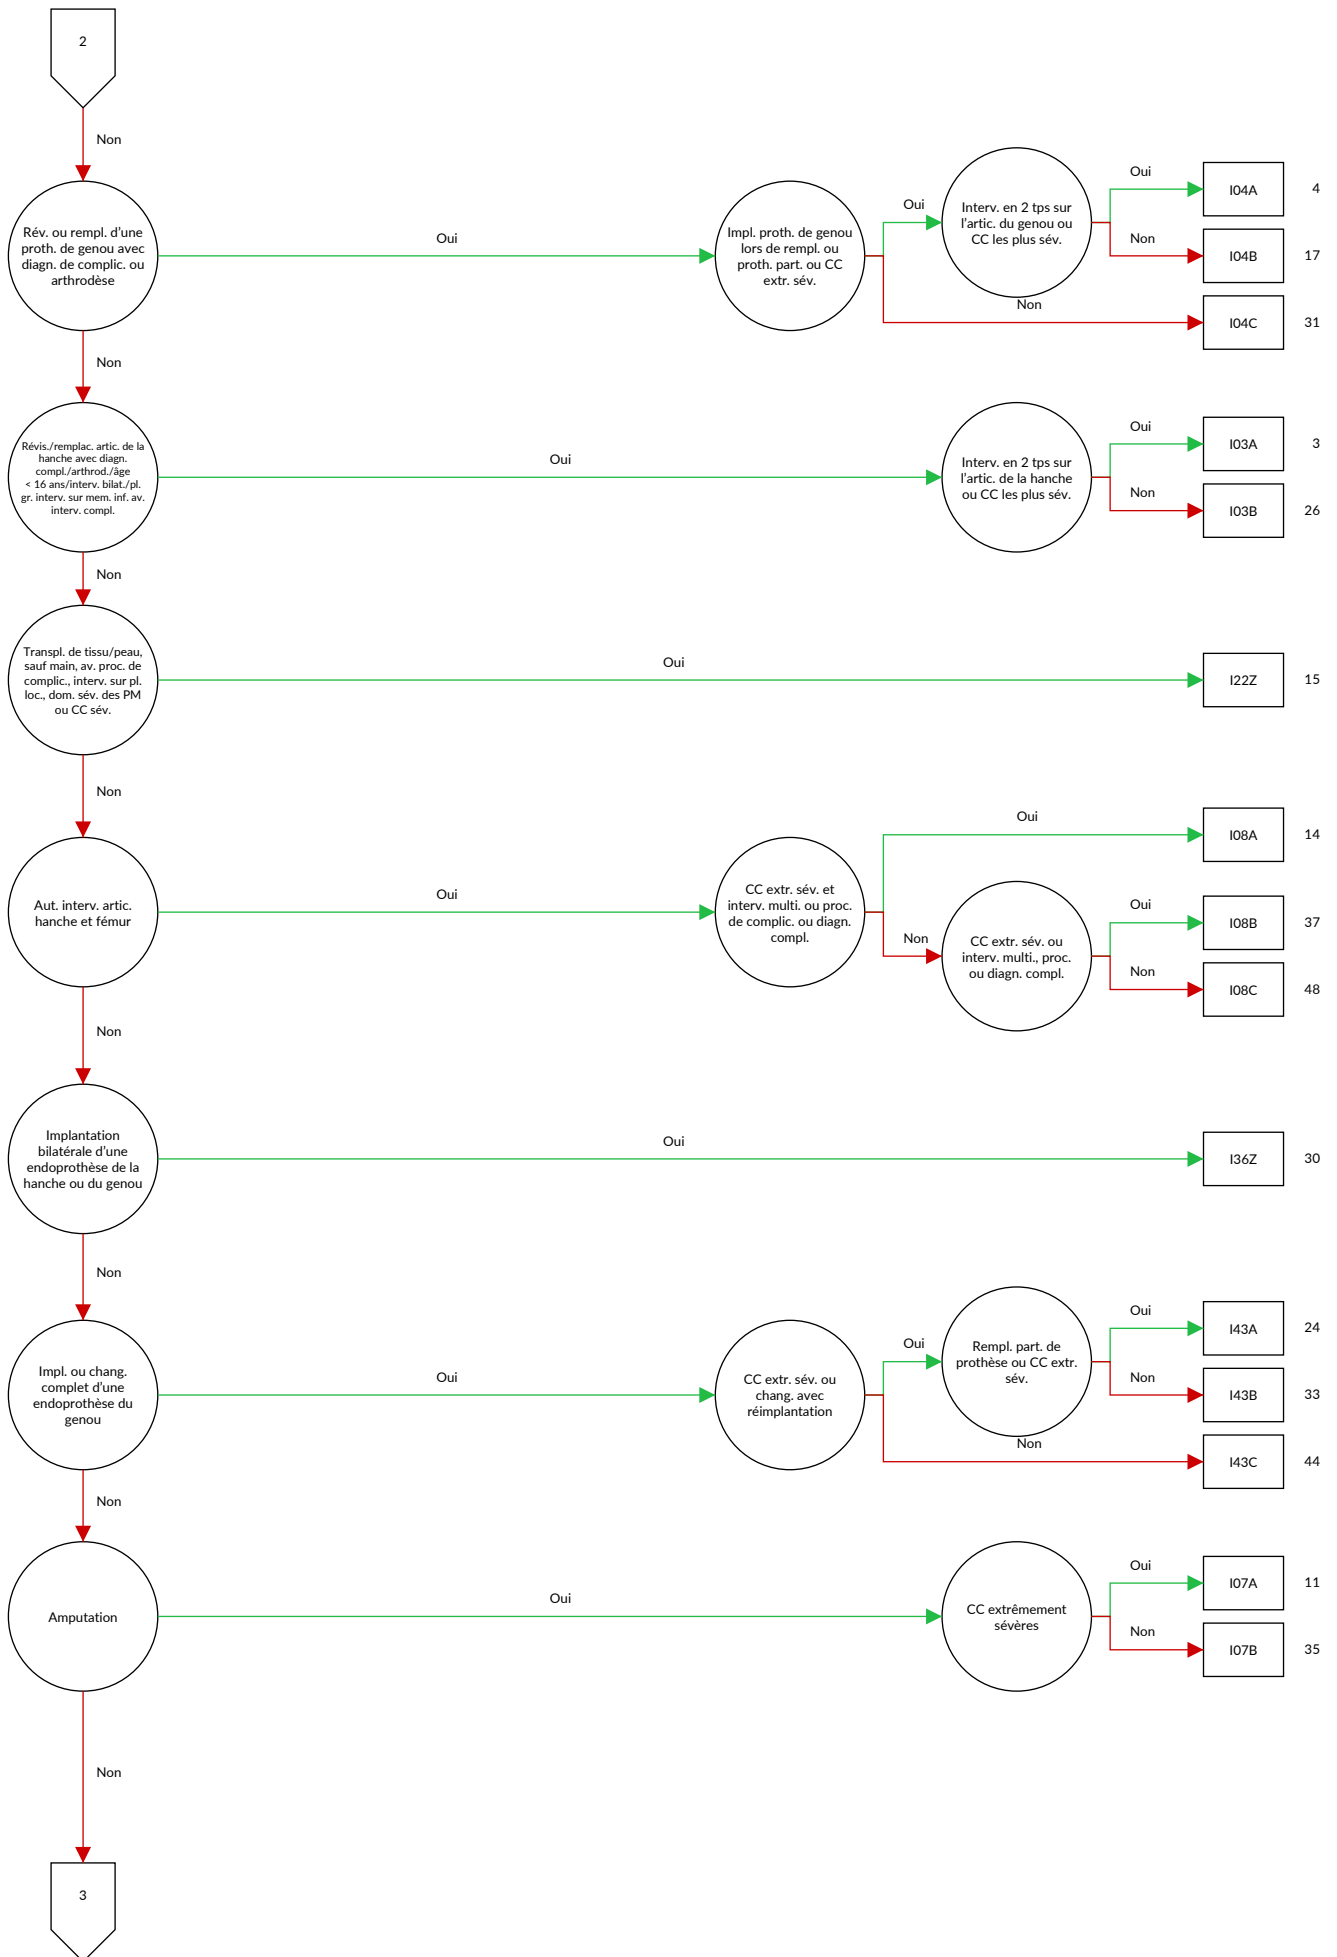 2
Non
Rév. ou rempl. d'une
proth. de genou avec
diagn. de complic. ou
arthrodèse
Oui
Impl. proth. de genou
lors de rempl. ou
proth. part. ou CC
extr. sév.
Oui
Interv. en 2 tps sur
l'artic. du genou ou
CC les plus sév.
Oui
I04A
4
Non
I04B
17
Non
I04C
31
Non
Révis./remplac. artic. de la
hanche avec diagn.
compl./arthrod./âge
< 16 ans/interv. bilat./pl.
gr. interv. sur mem. inf. av.
interv. compl.
Oui
Interv. en 2 tps sur
l'artic. de la hanche
ou CC les plus sév.
Oui
I03A
3
Non
I03B
26
Non
Transpl. de tissu/peau,
sauf main, av. proc. de
complic., interv. sur pl.
loc., dom. sév. des PM
ou CC sév.
Oui
I22Z
15
Non
Aut. interv. artic.
hanche et fémur
Oui
CC extr. sév. et
interv. multi. ou proc.
de complic. ou diagn.
compl.
Oui
I08A
14
Non
CC extr. sév. ou
interv. multi., proc.
ou diagn. compl.
Oui
I08B
37
Non
I08C
48
Non
Implantation
bilatérale d'une
endoprothèse de la
hanche ou du genou
Oui
I36Z
30
Non
Impl. ou chang.
complet d'une
endoprothèse du
genou
Oui
CC extr. sév. ou
chang. avec
réimplantation
Oui
Rempl. part. de
prothèse ou CC extr.
sév.
Oui
I43A
24
Non
I43B
33
Non
I43C
44
Non
Amputation
Oui
CC extrêmement
sévères
Oui
I07A
11
Non
I07B
35
Non
3